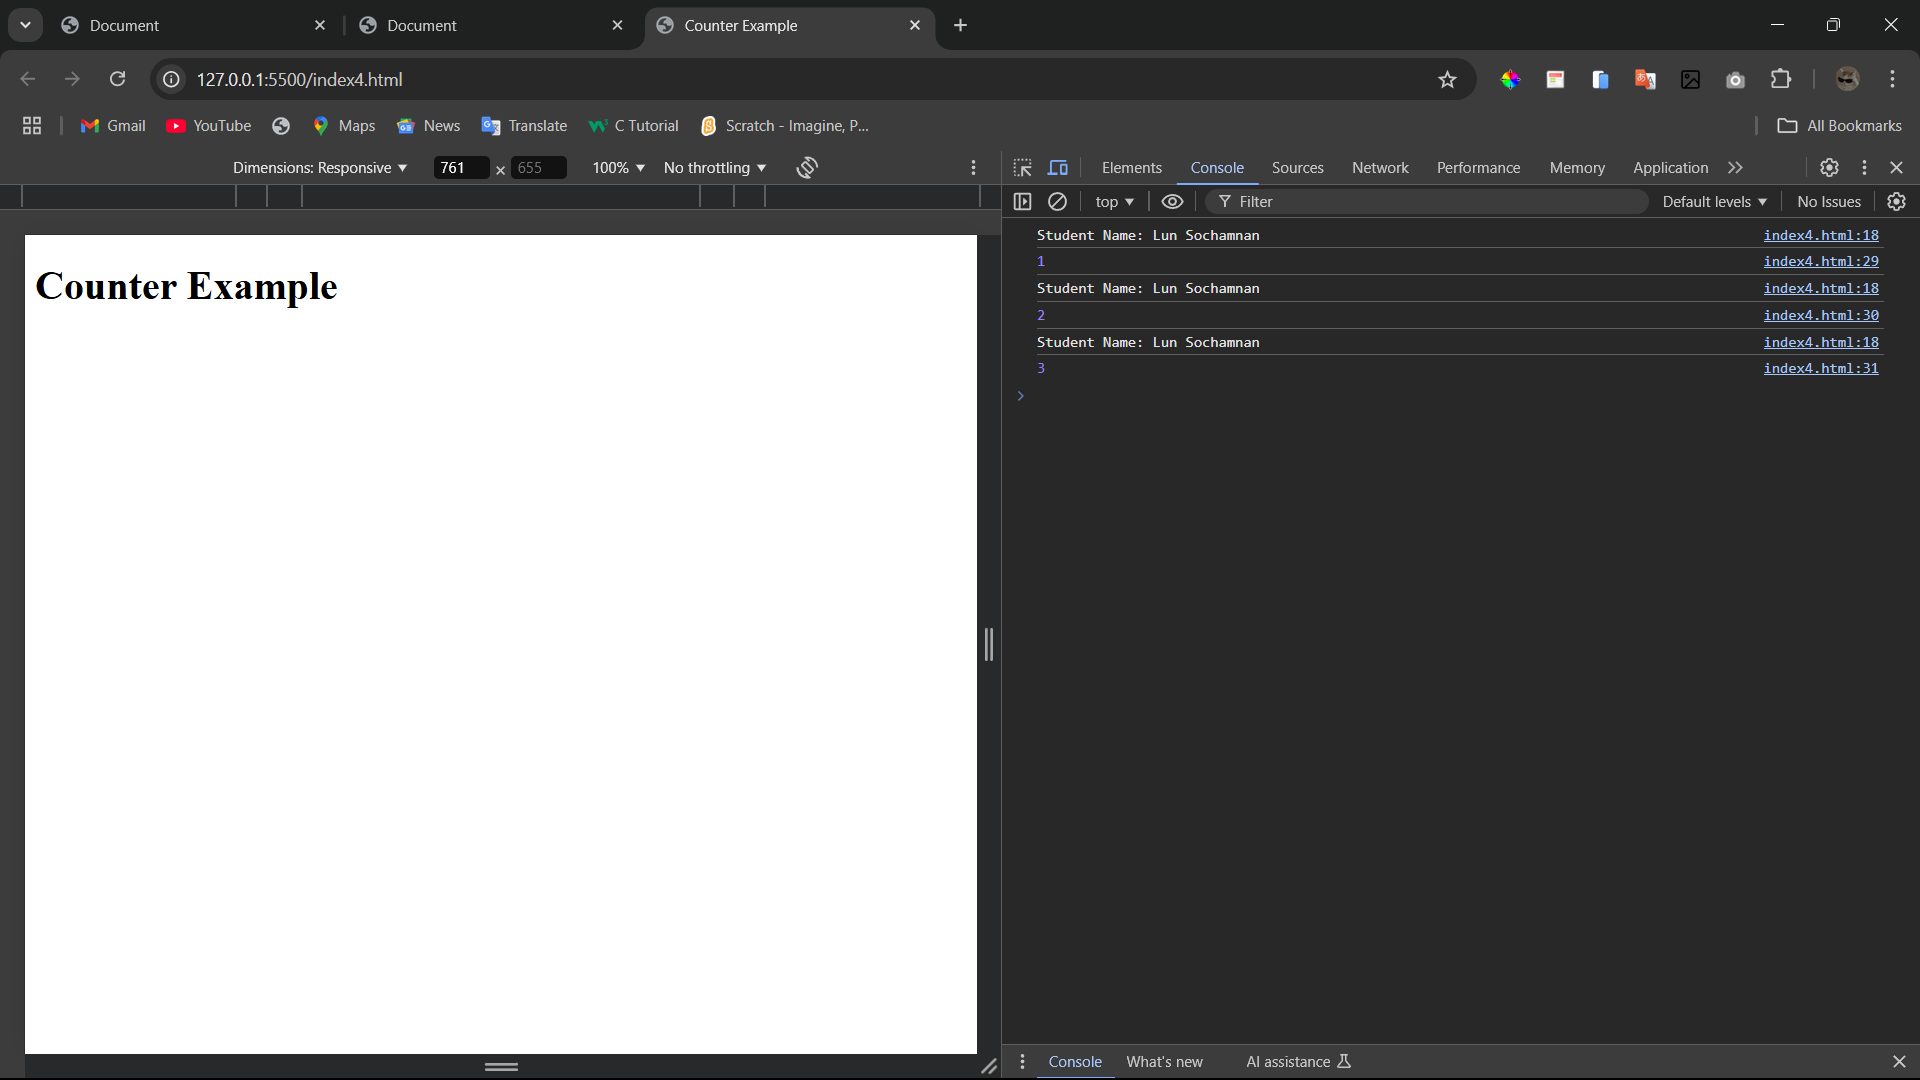 Document
Document
Counter Example
127.0.0.1:5500/index4.html
Gmail
YouTube
Maps
News
Translate
C Tutorial
Scratch - Imagine, P...
All Bookmarks
Dimensions: Responsive
761 x 655
100%
No throttling
Elements
Console
Sources
Network
Performance
Memory
Application
top
Filter
Default levels
No Issues
Counter Example
Student Name: Lun Sochamnan index4.html:18
1 index4.html:29
Student Name: Lun Sochamnan index4.html:18
2 index4.html:30
Student Name: Lun Sochamnan index4.html:18
3 index4.html:31
Console
What's new
AI assistance